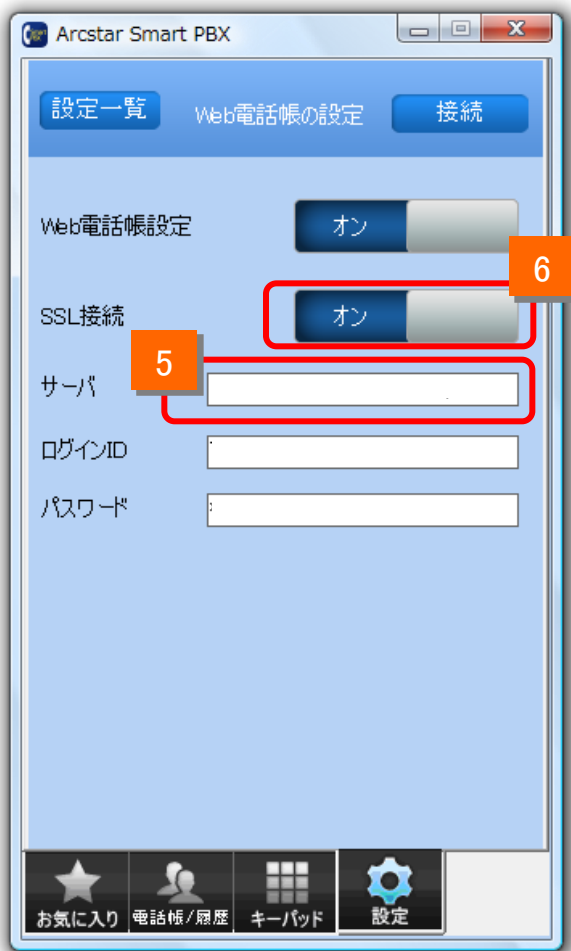 Arcstar Smart PBX
設定一覧 Web電話帳の設定 接続
Web電話帳設定 オン
6
SSL接続 オン
5
サーバ
ログインID
パスワード
お気に入り 電話帳/履歴 キーパッド 設定